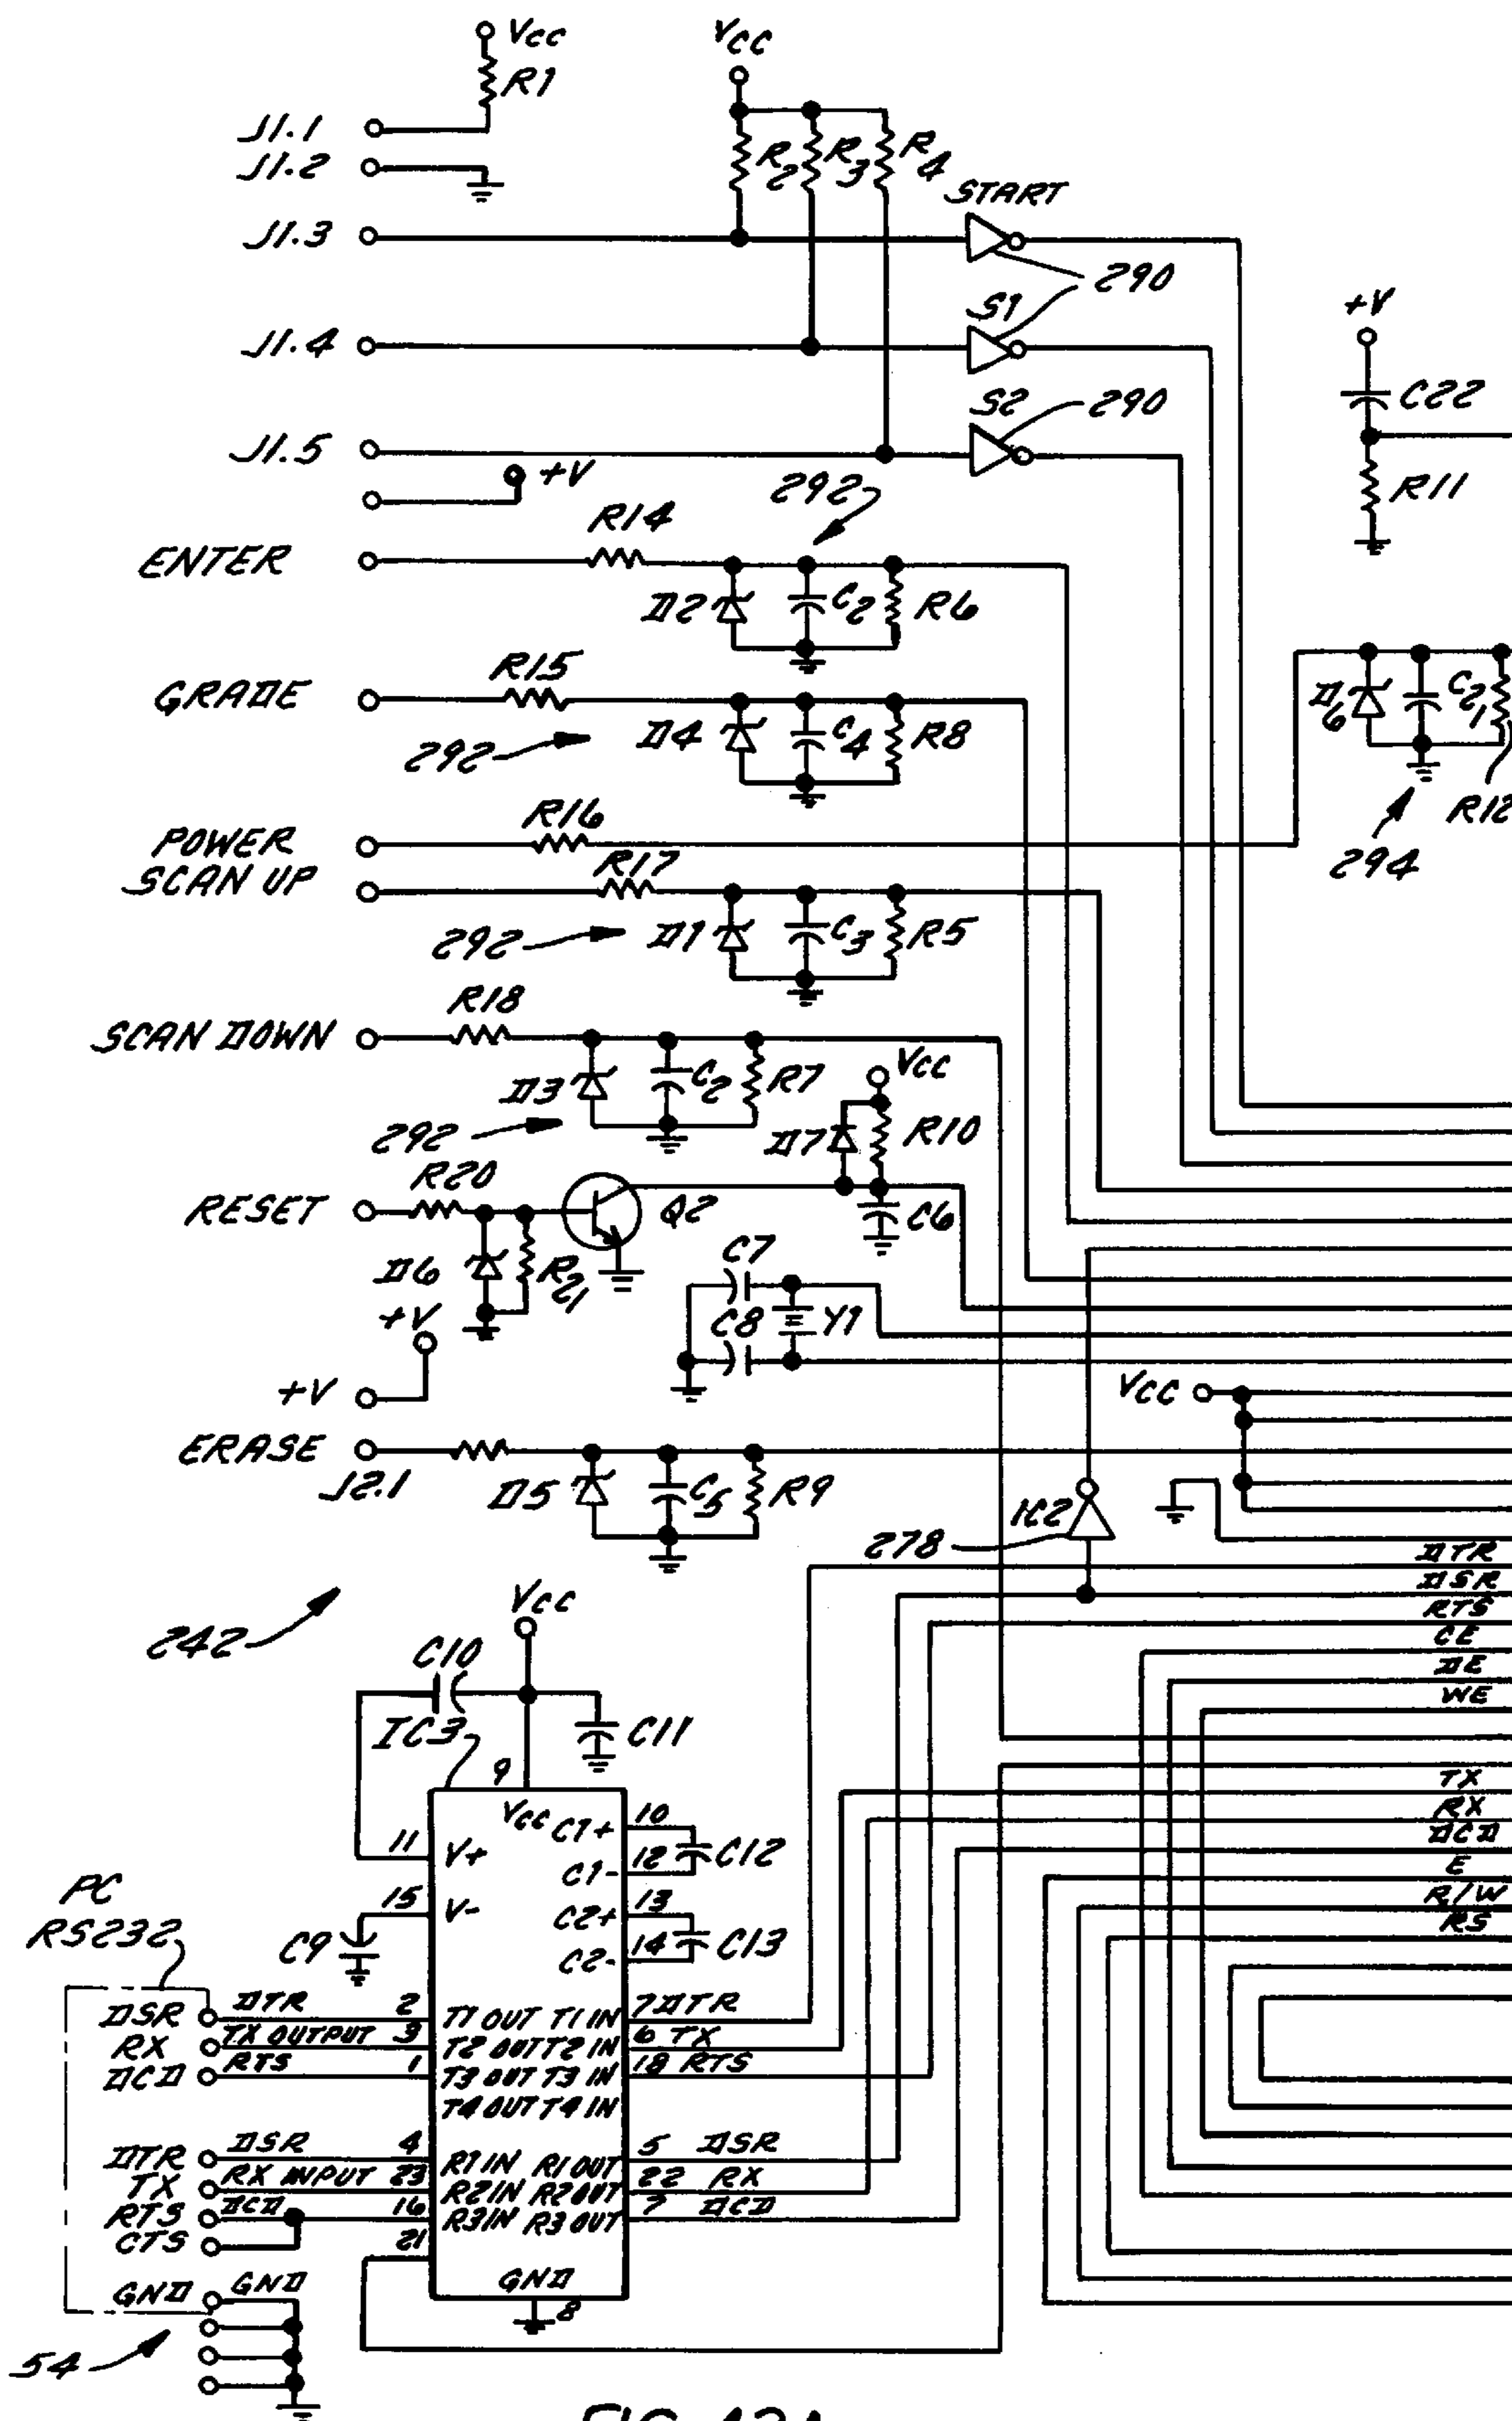 Vcc
Vcc
R1
J1.1
J1.2
R2 R3 R4
START
J1.3
290
S1
+V
J1.4
S2
290
C22
J1.5
+V
292
R14
R11
ENTER
D2
C2
R6
R15
GRADE
D4
C4
R8
D6
C21
292
R12
R16
POWER
294
R17
SCAN UP
292
D1
C3
R5
R18
SCAN DOWN
Vcc
D3
C2
R7
292
D7
R10
R20
RESET
Q2
C6
D6
R21
C7
+V
C8
Y1
+V
Vcc
ERASE
J2.1
D5
C5
R9
IC2
278
DTR
DSR
RTS
CE
DE
WE
Vcc
242
C10
IC3
C11
9
Vcc
TX
RX
DCD
E
R/W
RS
11
V+
C1+
10
C12
C1-
12
15
V-
C2+
13
C13
C2-
14
PC
RS232
C9
DSR DTR 2 T1 OUT T1 IN 7 DTR
RX TX OUTPUT 3 T2 OUT T2 IN 6 TX
DCD RTS 1 T3 OUT T3 IN 18 RTS
T4 OUT T4 IN
DTR DSR 4 R1 IN R1 OUT 5 DSR
TX RX INPUT 23 R2 IN R2 OUT 22 RX
RTS DCD 16 R3 IN R3 OUT 7 DCD
CTS
21
GND GND
GND
8
54